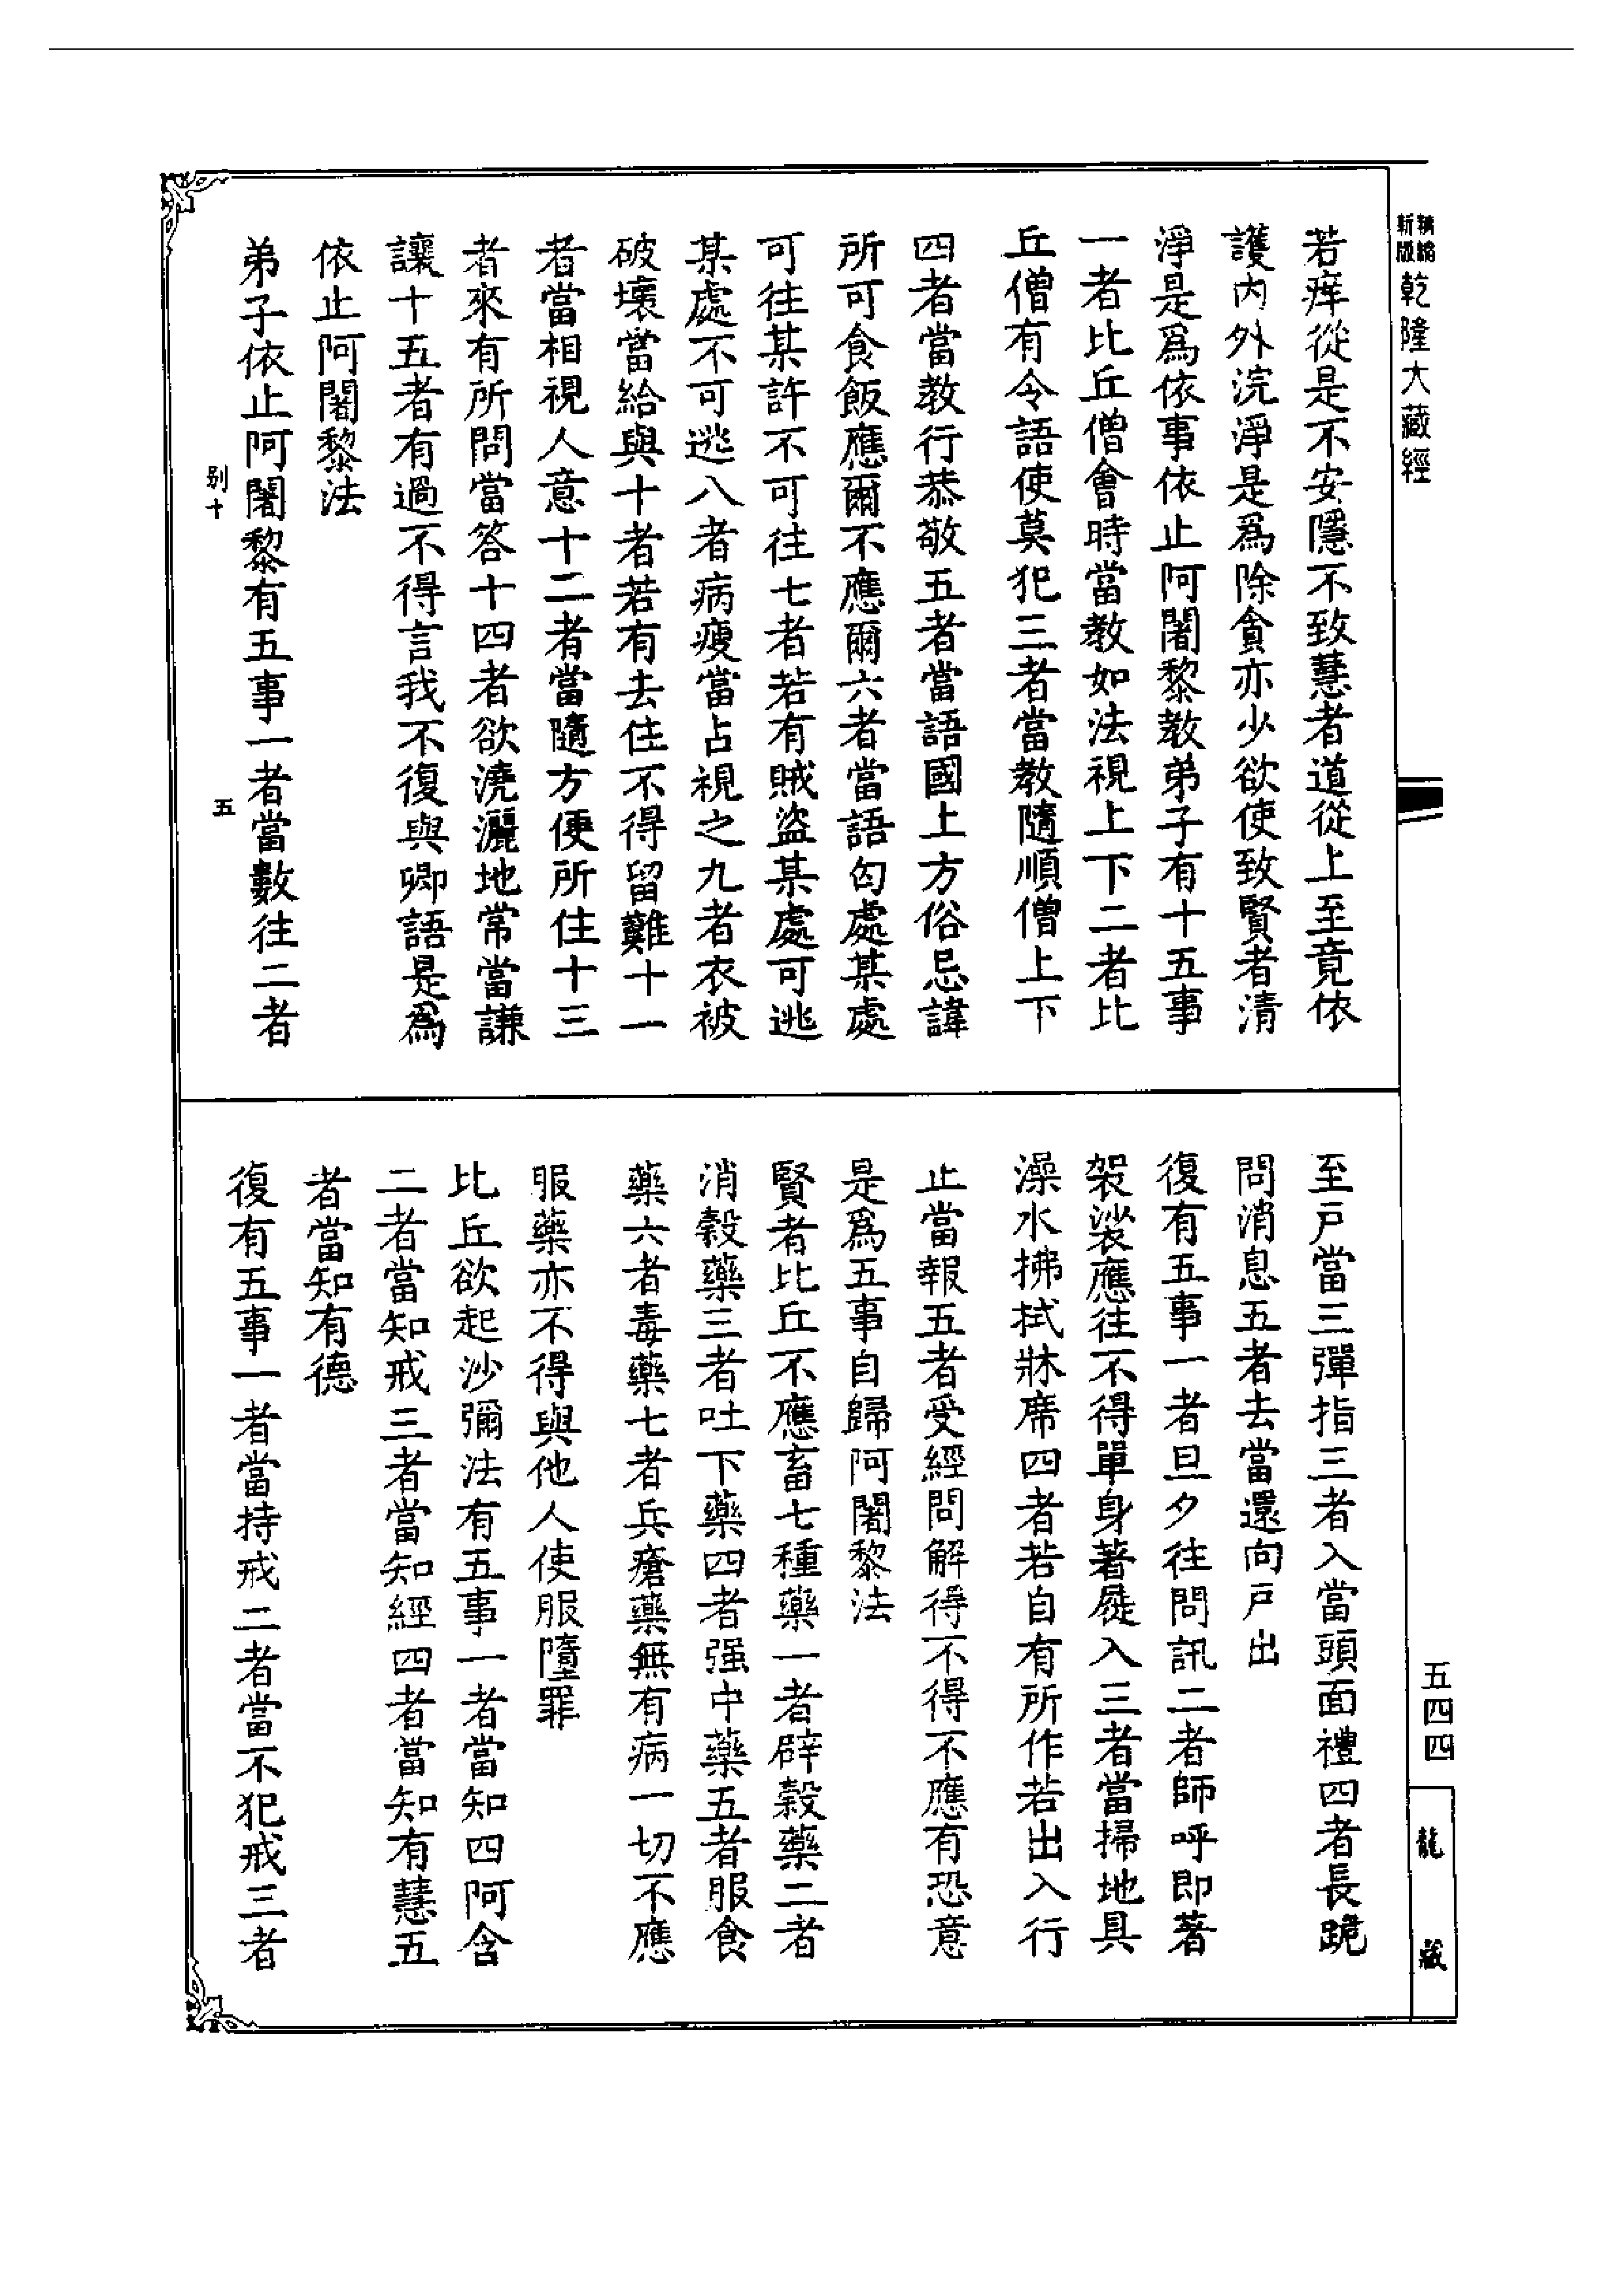 新版精縮乾隆大藏經
若痒從是不安隱不致慧者道從上至竟依
護內外浣淨是爲除貪亦少欲使致賢者清
淨是爲依事依止阿闍黎教弟子有十五事
一者比丘僧會時當教如法視上下二者比
丘僧有令語使莫犯三者當教隨順僧上下
四者當教行恭敬五者當語國土方俗忌諱
所可食飯應爾不應爾六者當語匃處某處
可往某許不可往七者若有賊盜某處可逃
某處不可逃八者病瘦當占視之九者衣被
破壞當給與十者若有去住不得留難十一
者當相視人意十二者當隨方便所住十三
者來有所問當答十四者欲澆灑地常當謙
讓十五者有過不得言我不復與卿語是爲
依止阿闍黎法
弟子依止阿闍黎有五事一者當數往二者
別十 五
至戶當三彈指三者入當頭面禮四者長跪
問消息五者去當還向戶出
復有五事一者旦夕往問訊二者師呼即著
袈裟應往不得單身著屣入三者當掃地具
澡水拂拭牀席四者若自有所作若出入行
止當報五者受經問解得不得不應有恐意
是爲五事自歸阿闍黎法
賢者比丘不應畜七種藥一者辟穀藥二者
消穀藥三者吐下藥四者强中藥五者服食
藥六者毒藥七者兵瘡藥無有病一切不應
服藥亦不得與他人使服墮罪
比丘欲起沙彌法有五事一者當知四阿含
二者當知戒三者當知經四者當知有慧五
者當知有德
復有五事一者當持戒二者當不犯戒三者
五四四
龍藏